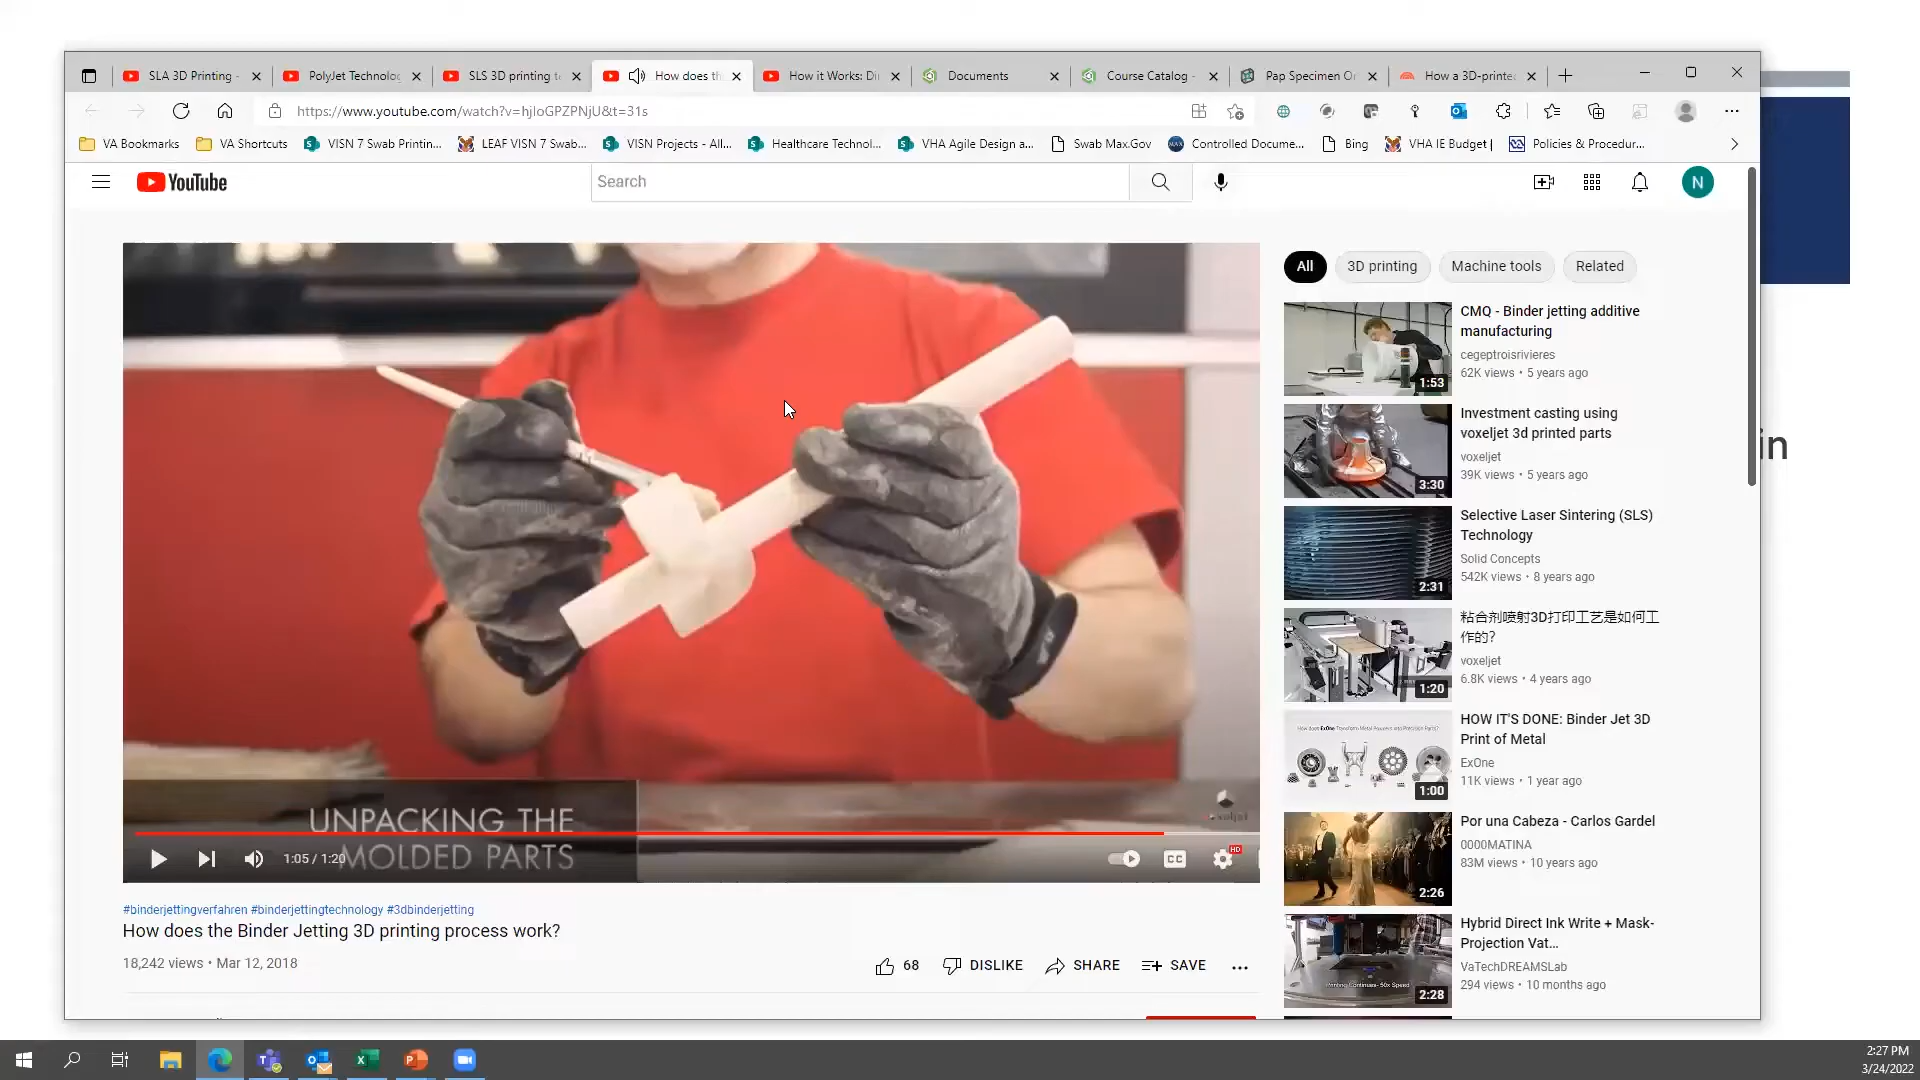 SLA 3D Printing -
PolyJet Technolo
SLS 3D printing t
How does th
How it Works: Di
Documents
Course Catalog -
Pap Specimen O
How a 3D-printe
https://www.youtube.com/watch?v=hjIoGPZPNjU&t=31s
VA Bookmarks
VA Shortcuts
VISN 7 Swab Printin...
LEAF VISN 7 Swab...
VISN Projects - All...
Healthcare Technol...
VHA Agile Design a...
Swab Max.Gov
Controlled Docume...
Bing
VHA IE Budget |
Policies & Procedur...
YouTube
Search
N
All
3D printing
Machine tools
Related
in
UNPACKING THE
MOLDED PARTS
1:05 / 1:20
CC
HD
#binderjettingverfahren #binderjettingtechnology #3dbinderjetting
How does the Binder Jetting 3D printing process work?
18,242 views • Mar 12, 2018
68
DISLIKE
SHARE
SAVE
CMQ - Binder jetting additive
manufacturing
cegeptroisrivieres
62K views • 5 years ago
1:53
Investment casting using
voxeljet 3d printed parts
voxeljet
39K views • 5 years ago
3:30
Selective Laser Sintering (SLS)
Technology
Solid Concepts
542K views • 8 years ago
2:31
粘合剂喷射3D打印工艺是如何工
作的?
voxeljet
6.8K views • 4 years ago
1:20
HOW IT'S DONE: Binder Jet 3D
Print of Metal
ExOne
11K views • 1 year ago
1:00
Por una Cabeza - Carlos Gardel
0000MATINA
83M views • 10 years ago
2:26
Hybrid Direct Ink Write + Mask-
Projection Vat...
VaTechDREAMSLab
294 views • 10 months ago
Printing Continues- 50x Speed
2:28
2:27 PM
3/24/2022